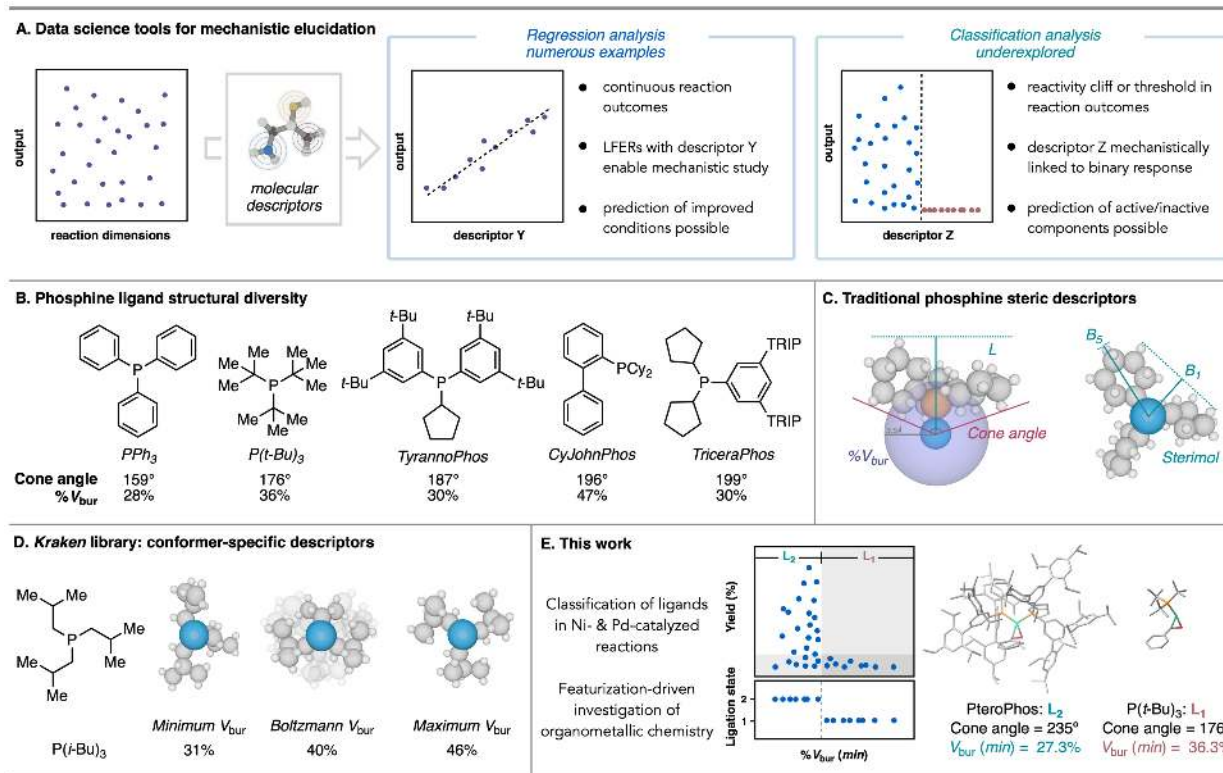 A. Data science tools for mechanistic elucidation
output
reaction dimensions
molecular
descriptors
Regression analysis
numerous examples
output
descriptor Y
continuous reaction
outcomes
LFERs with descriptor Y
enable mechanistic study
prediction of improved
conditions possible
Classification analysis
underexplored
output
descriptor Z
reactivity cliff or threshold in
reaction outcomes
descriptor Z mechanistically
linked to binary response
prediction of active/inactive
components possible
B. Phosphine ligand structural diversity
P
PPh3
Me
Me
Me
Me
Me
Me
P
Me
Me
Me
P(t-Bu)3
t-Bu
t-Bu
t-Bu
t-Bu
P
TyrannoPhos
PCy2
CyJohnPhos
TRIP
P
TRIP
TriceraPhos
Cone angle 159° 176° 187° 196° 199°
%Vbur 28% 36% 30% 47% 30%
C. Traditional phosphine steric descriptors
L
Cone angle
%Vbur
B5
B1
Sterimol
D. Kraken library: conformer-specific descriptors
Me
Me
Me
P
Me
Me
Me
P(i-Bu)3
Minimum Vbur Boltzmann Vbur Maximum Vbur
31% 40% 46%
E. This work
Classification of ligands
in Ni- & Pd-catalyzed
reactions
Featurization-driven
investigation of
organometallic chemistry
L2 L1
Yield (%)
Ligation state
2
1
%Vbur (min)
PteroPhos: L2
Cone angle = 235°
Vbur (min) = 27.3%
P(t-Bu)3: L1
Cone angle = 176
Vbur (min) = 36.3%